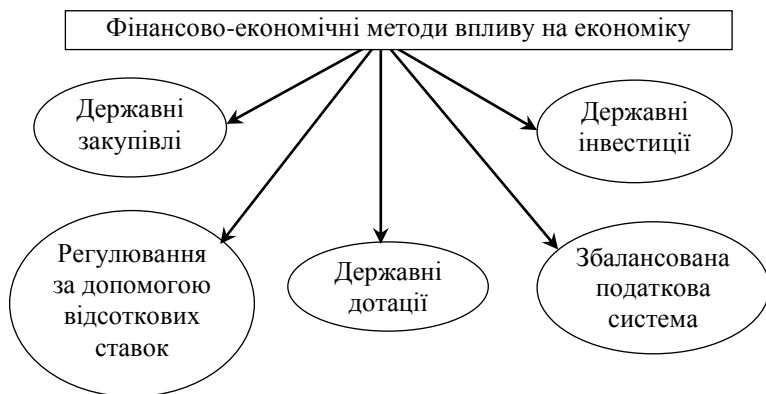 Фінансово-економічні методи впливу на економіку
Державні
закупівлі
Державні
інвестиції
Регулювання
за допомогою
відсоткових
ставок
Державні
дотації
Збалансована
податкова
система